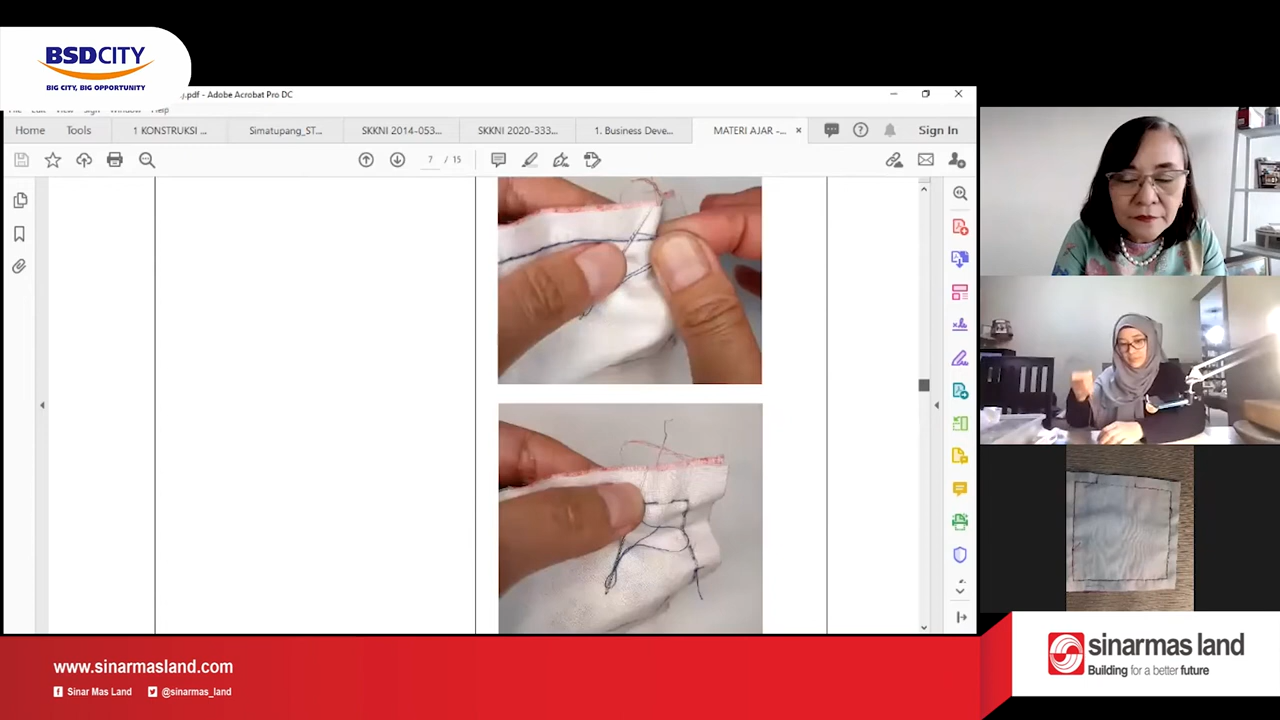 BSDCITY
BIG CITY, BIG OPPORTUNITY
.pdf - Adobe Acrobat Pro DC
Home Tools 1 KONSTRUKSI ... Simatupang_ST... SKKNI 2014-053... SKKNI 2020-333... 1. Business Deve... MATERI AJAR -... × Sign In
7 / 15
www.sinarmasland.com
Sinar Mas Land @sinarmas_land
sinarmas land
Building for a better future